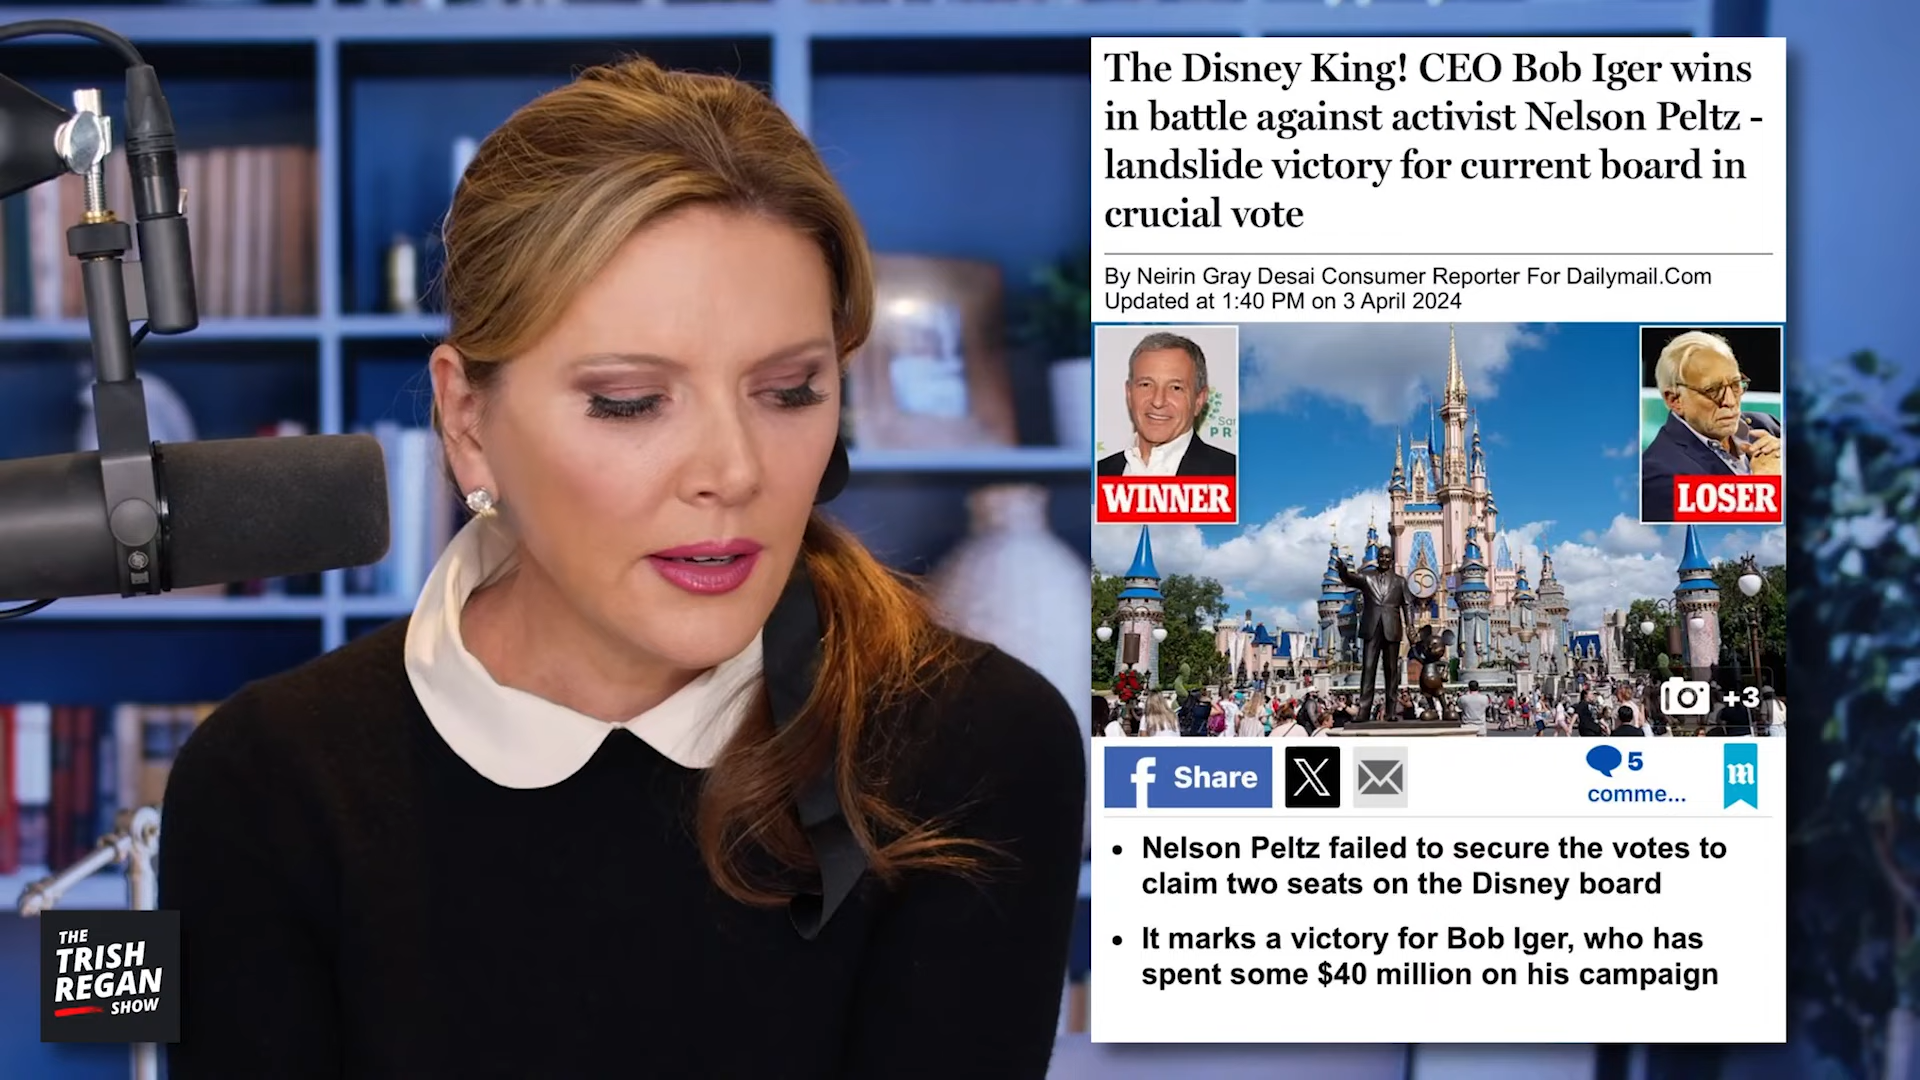 The Disney King! CEO Bob Iger wins
in battle against activist Nelson Peltz -
landslide victory for current board in
crucial vote
By Neirin Gray Desai Consumer Reporter For Dailymail.Com
Updated at 1:40 PM on 3 April 2024
San
PR
WINNER
LOSER
50
+3
f Share
X
5
comme...
m
• Nelson Peltz failed to secure the votes to
claim two seats on the Disney board
• It marks a victory for Bob Iger, who has
spent some $40 million on his campaign
THE
TRISH
REGAN
SHOW